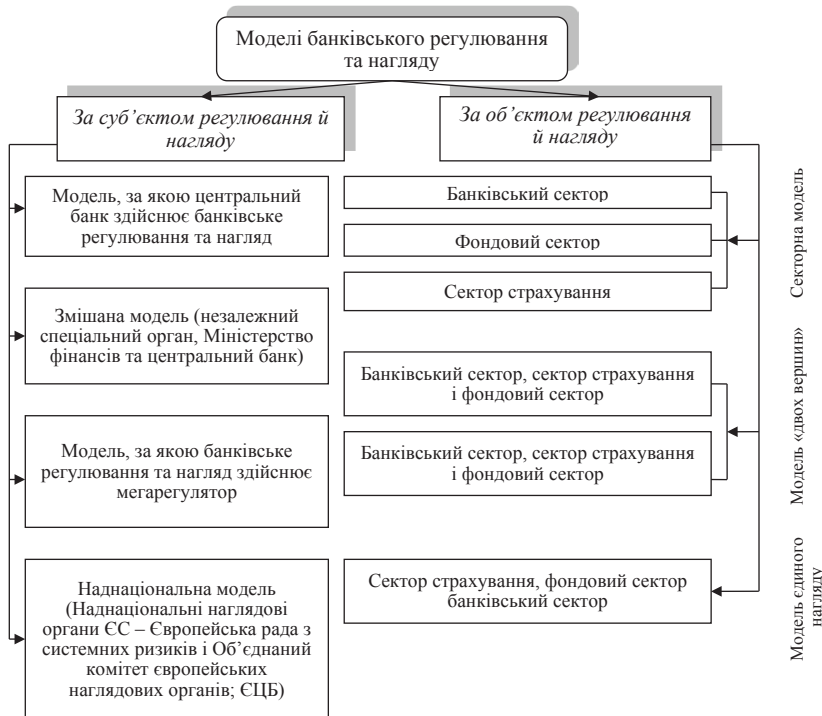 Моделі банківського регулювання
та нагляду
За суб’єктом регулювання й
нагляду
За об’єктом регулювання
й нагляду
Модель, за якою центральний
банк здійснює банківське
регулювання та нагляд
Змішана модель (незалежний
спеціальний орган, Міністерство
фінансів та центральний банк)
Модель, за якою банківське
регулювання та нагляд здійснює
мегарегулятор
Наднаціональна модель
(Наднаціональні наглядові
органи ЄС – Європейська рада з
системних ризиків і Об’єднаний
комітет європейських
наглядових органів; ЄЦБ)
Банківський сектор
Фондовий сектор
Сектор страхування
Банківський сектор, сектор страхування
і фондовий сектор
Банківський сектор, сектор страхування
і фондовий сектор
Сектор страхування, фондовий сектор
банківський сектор
Секторна модель
Модель «двох вершин»
Модель єдиного
нагляду